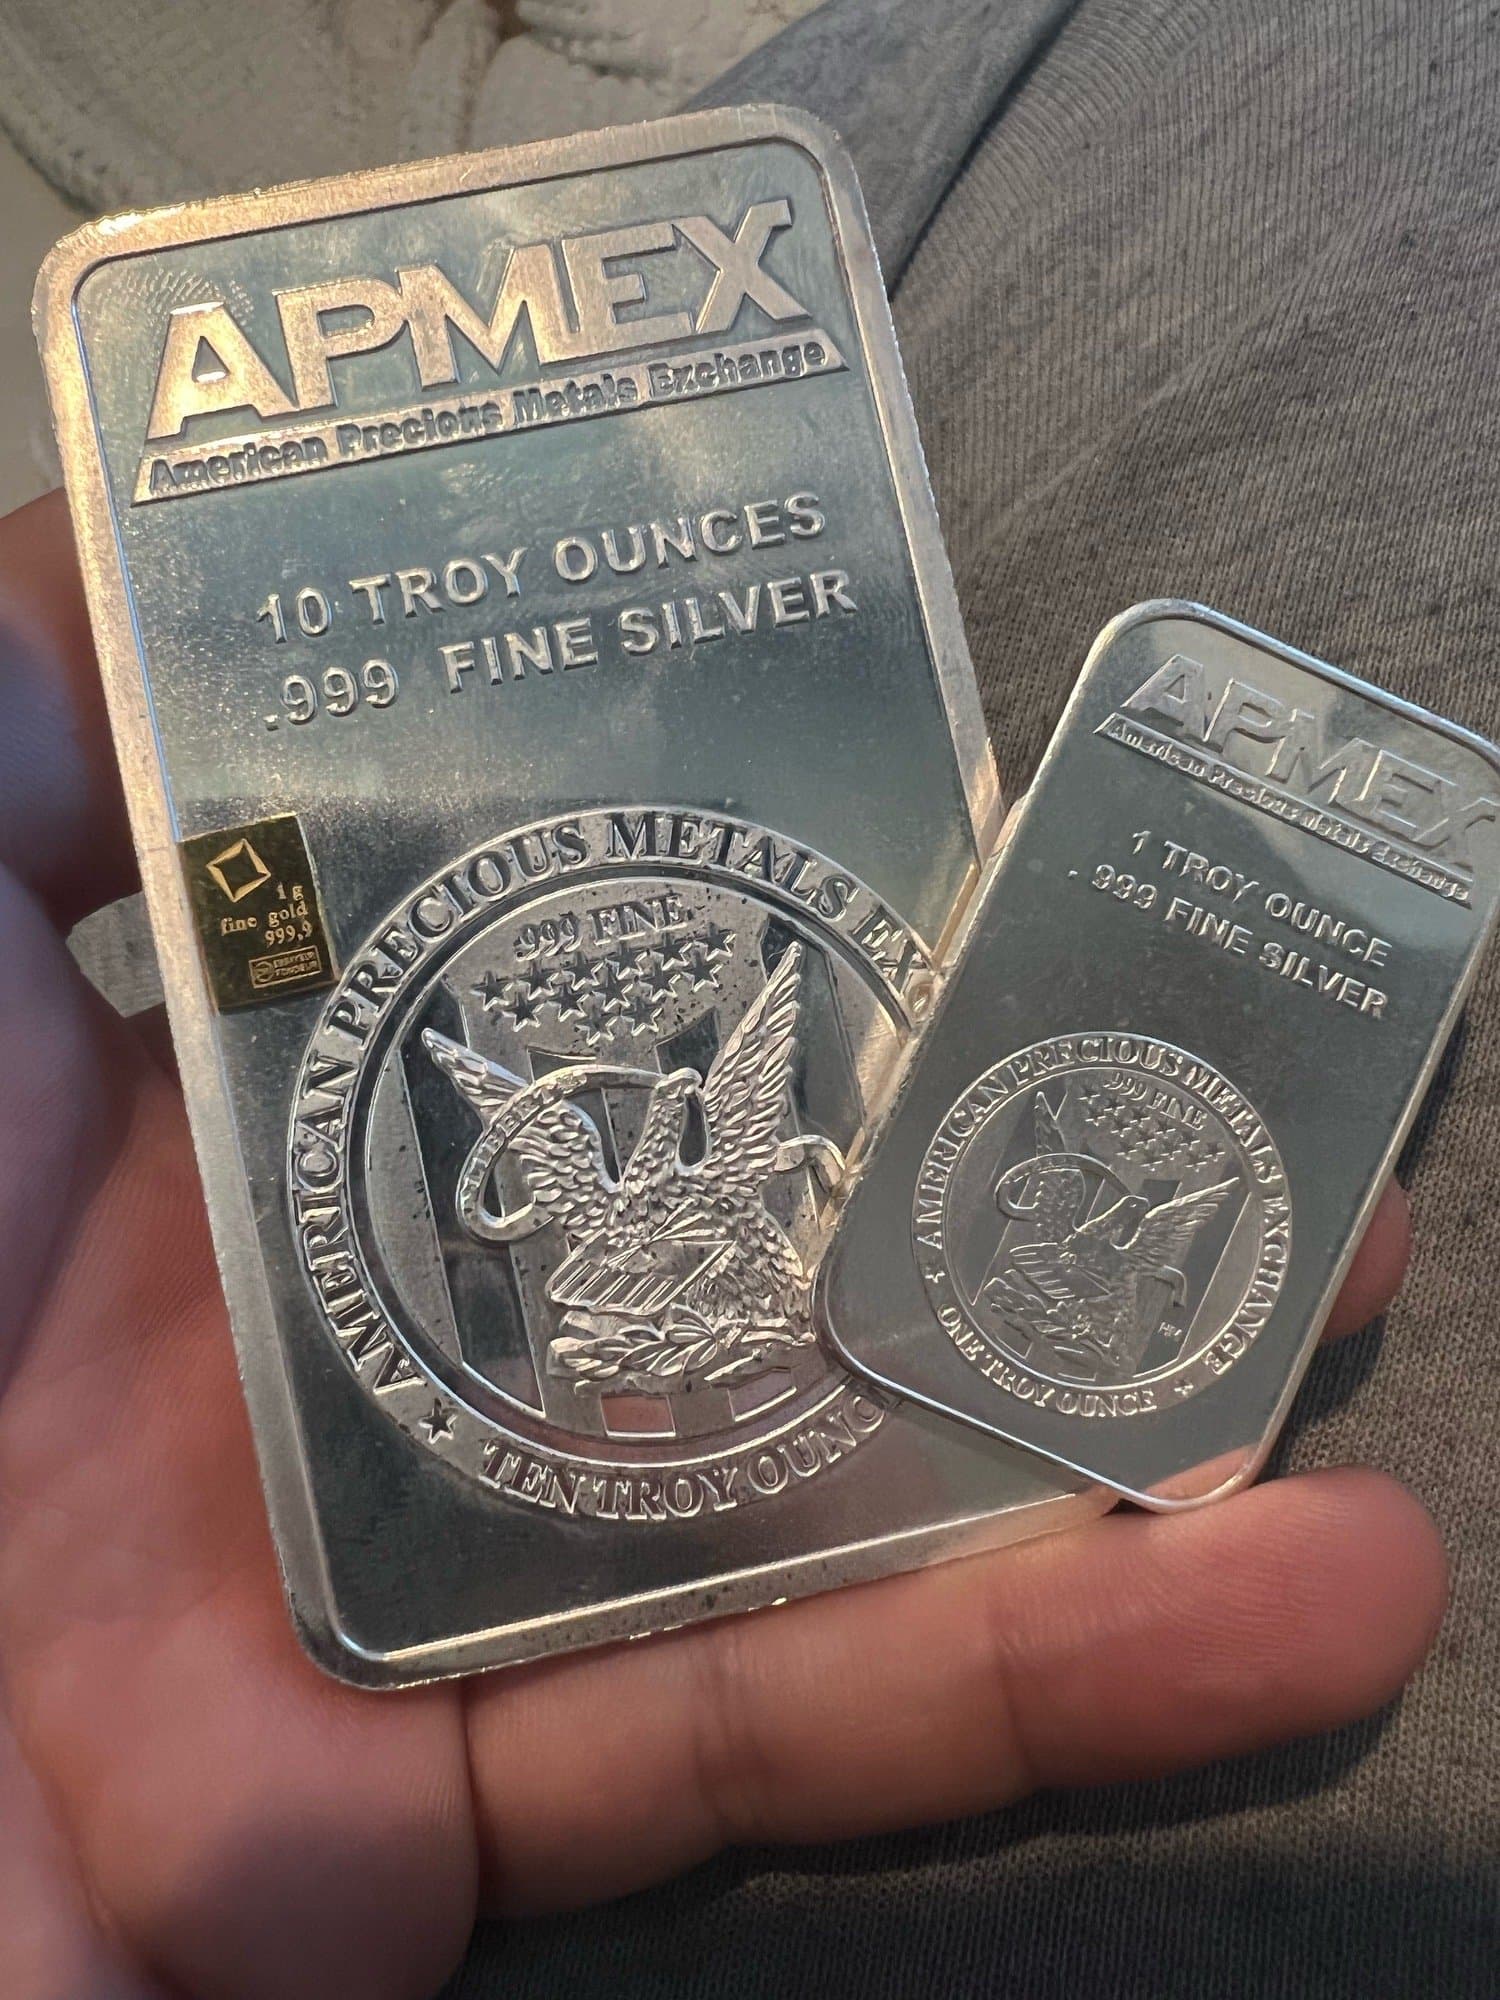 APMEX
American Precious Metals Exchange
10 TROY OUNCES
.999 FINE SILVER
1 g
fine gold
999,9
ESSAYEUR
FONDEUR
AMERICAN PRECIOUS METALS EX
.999 FINE
LIBERTY
★ TEN TROY OUNC
APMEX
American Precious Metals Exchange
1 TROY OUNCE
.999 FINE SILVER
★ AMERICAN PRECIOUS METALS EXCHANGE ★
.999 FINE
ONE TROY OUNCE